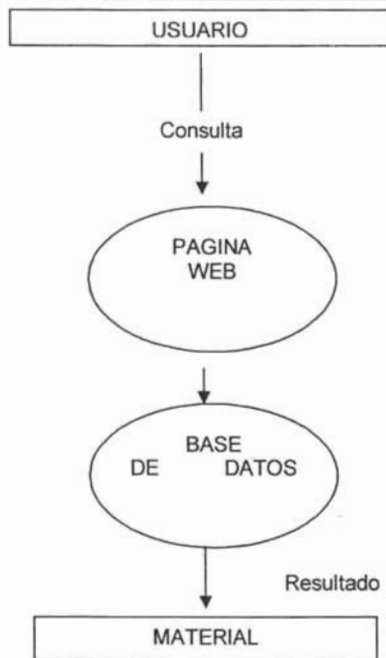 USUARIO
Consulta
PAGINA
WEB
BASE
DE DATOS
Resultado
MATERIAL